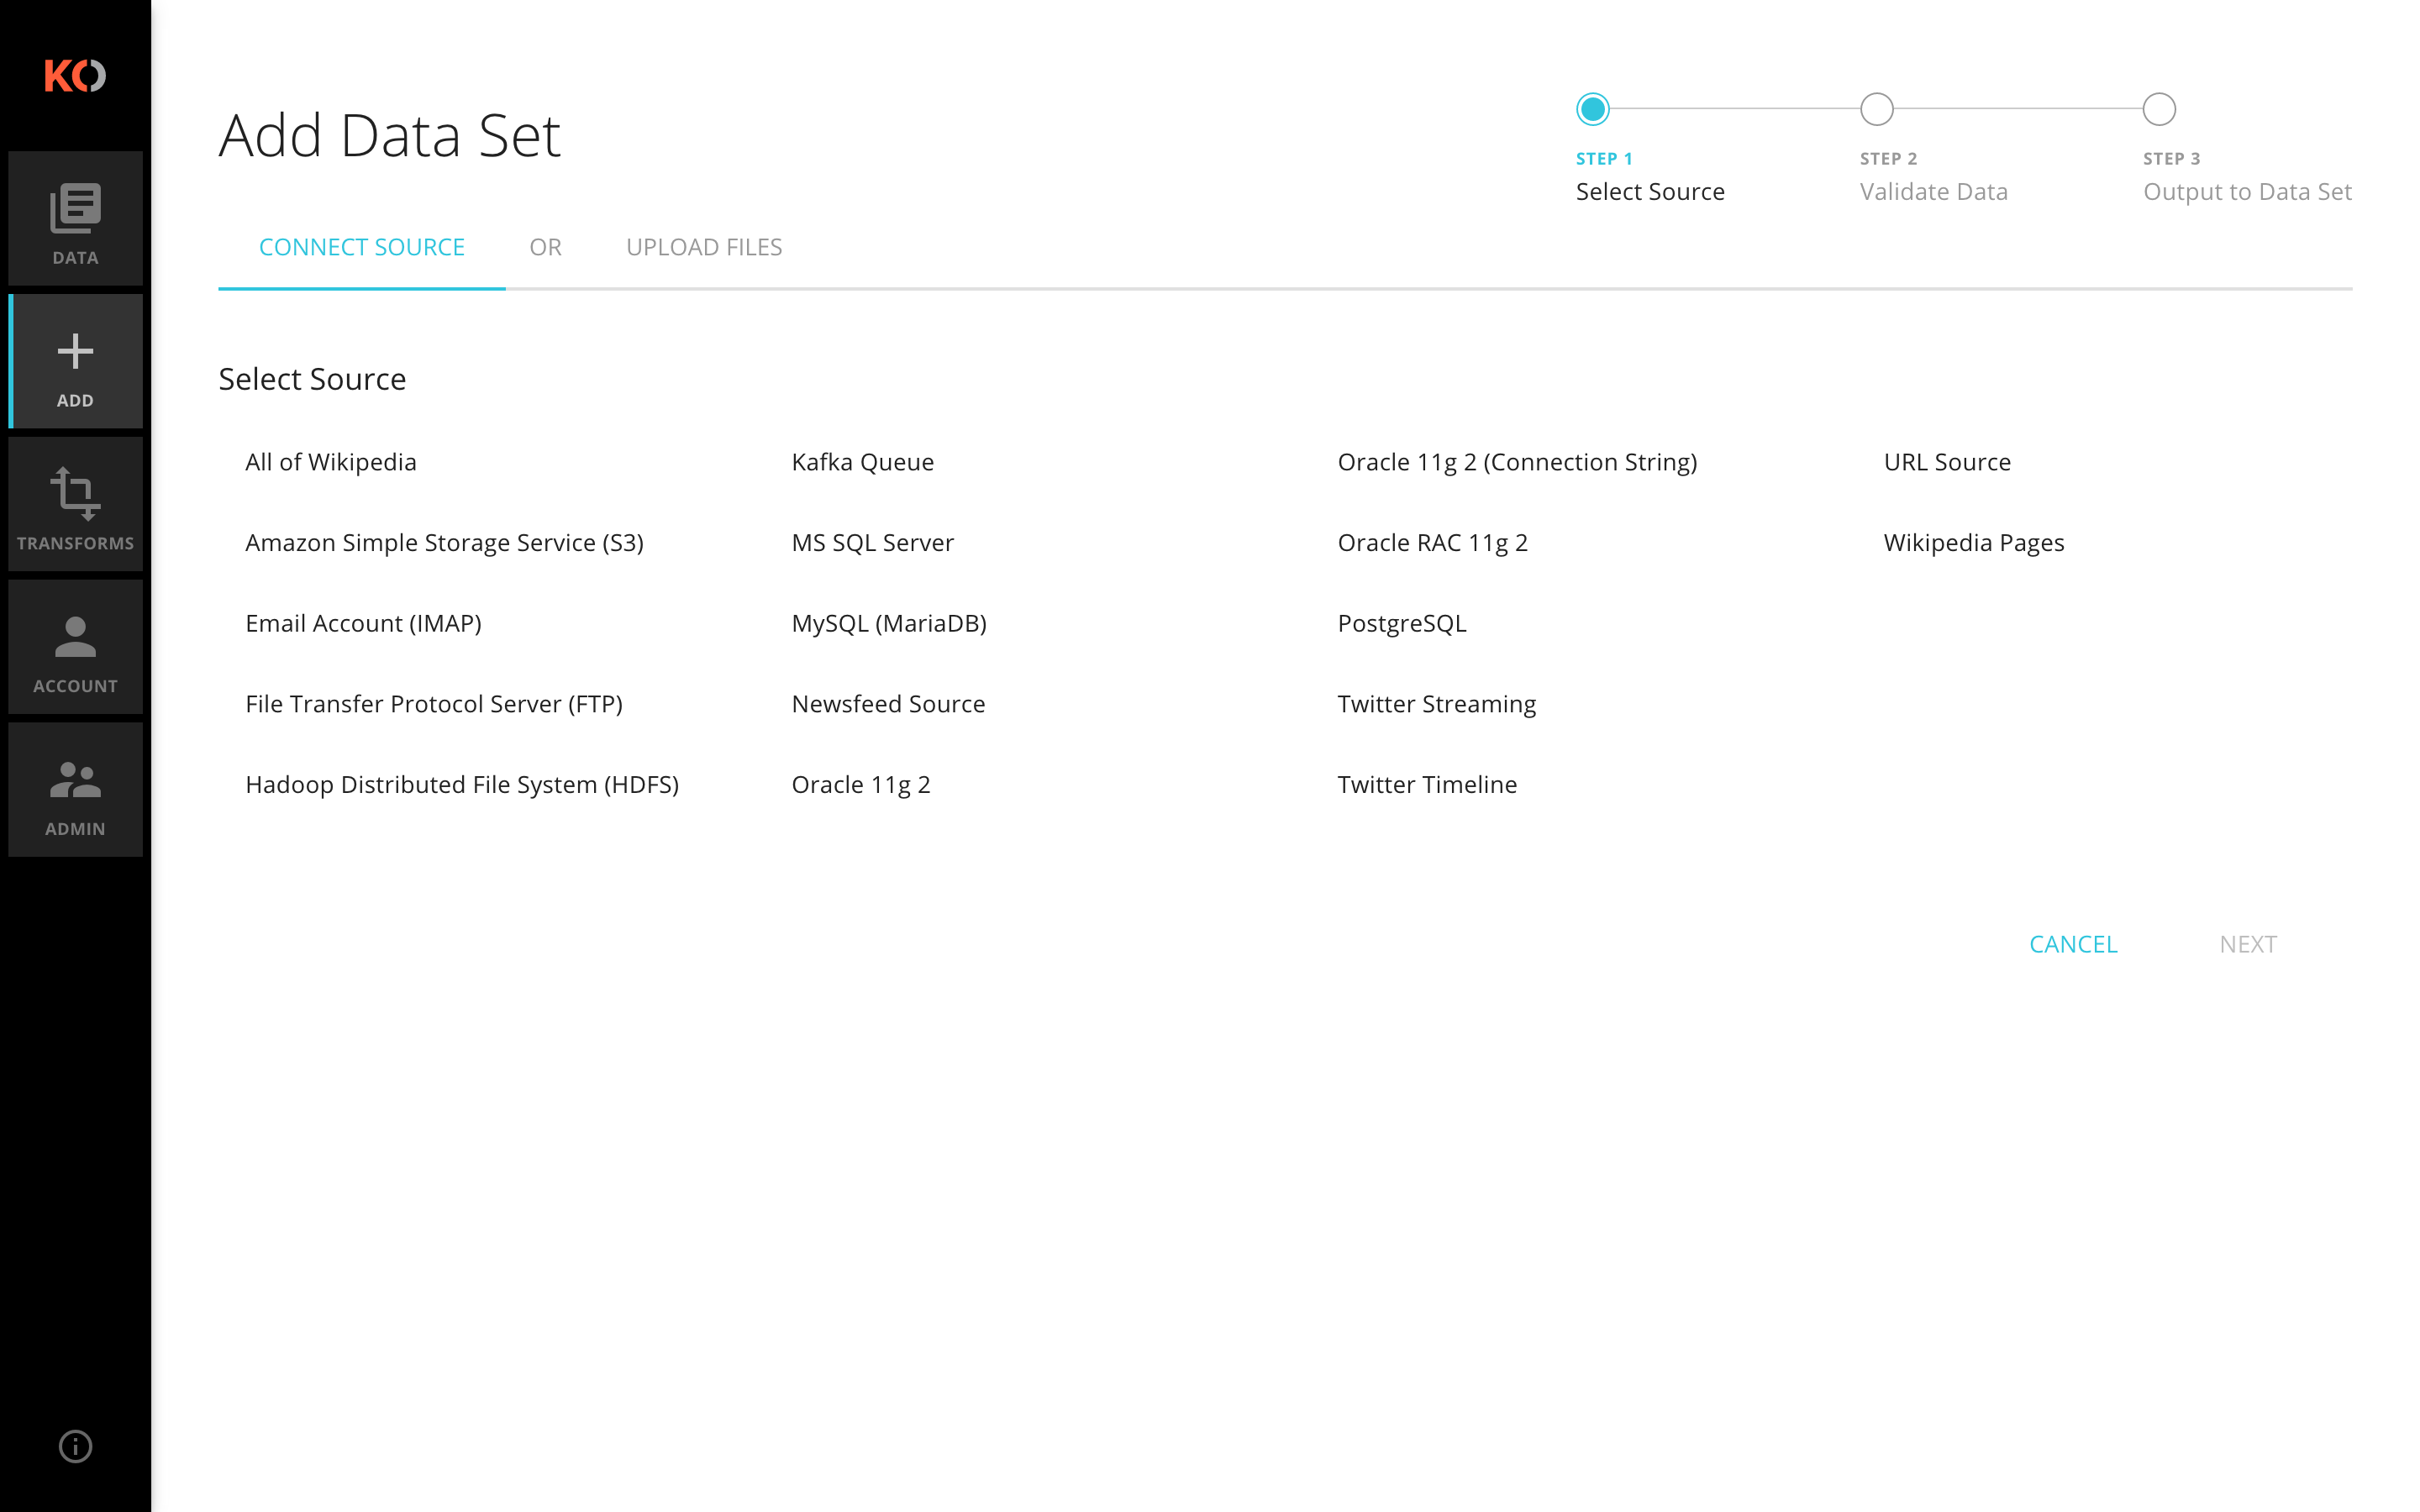 KO
DATA
ADD
TRANSFORMS
ACCOUNT
ADMIN
Add Data Set
STEP 1
Select Source
STEP 2
Validate Data
STEP 3
Output to Data Set
CONNECT SOURCE OR UPLOAD FILES
Select Source
All of Wikipedia
Amazon Simple Storage Service (S3)
Email Account (IMAP)
File Transfer Protocol Server (FTP)
Hadoop Distributed File System (HDFS)
Kafka Queue
MS SQL Server
MySQL (MariaDB)
Newsfeed Source
Oracle 11g 2
Oracle 11g 2 (Connection String)
Oracle RAC 11g 2
PostgreSQL
Twitter Streaming
Twitter Timeline
URL Source
Wikipedia Pages
CANCEL NEXT